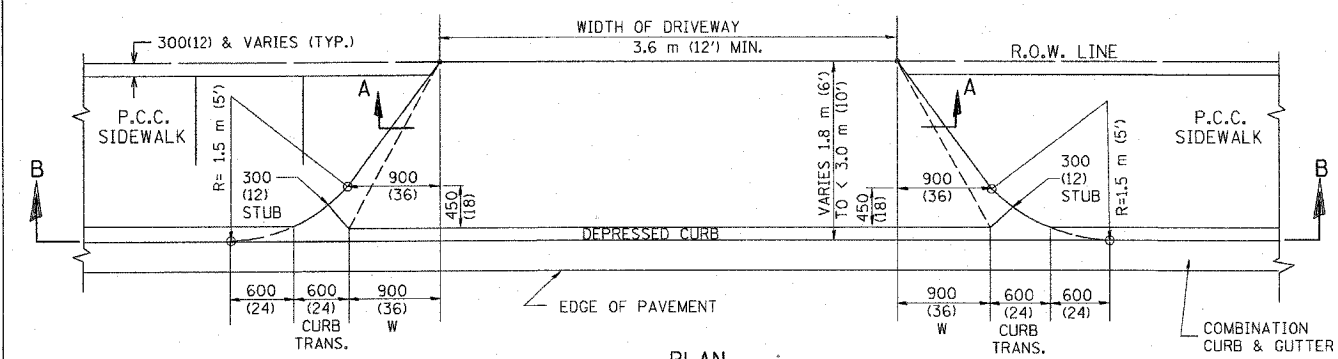 WIDTH OF DRIVEWAY
3.6 m (12') MIN.
300(12) & VARIES (TYP.)
R.O.W. LINE
P.C.C.
SIDEWALK
R= 1.5 m (5')
A
A
VARIES 1.8 m (6')
TO < 3.0 m (10')
R=1.5 m (5')
P.C.C.
SIDEWALK
B
300
(12)
STUB
900
(36)
450
(18)
900
(36)
450
(18)
300
(12)
STUB
B
DEPRESSED CURB
600
(24)
600
(24)
CURB
TRANS.
900
(36)
W
EDGE OF PAVEMENT
900
(36)
W
600
(24)
CURB
TRANS.
600
(24)
COMBINATION
CURB & GUTTER
PLAN